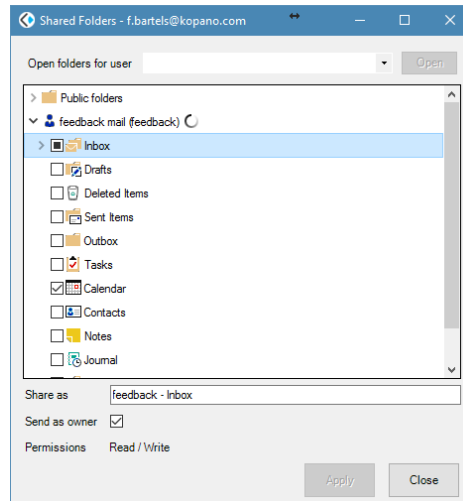 Shared Folders - f.bartels@kopano.com
Open folders for user
Open
Public folders
feedback mail (feedback)
Inbox
Drafts
Deleted Items
Sent Items
Outbox
Tasks
Calendar
Contacts
Notes
Journal
Share as feedback - Inbox
Send as owner
Permissions Read / Write
Apply Close